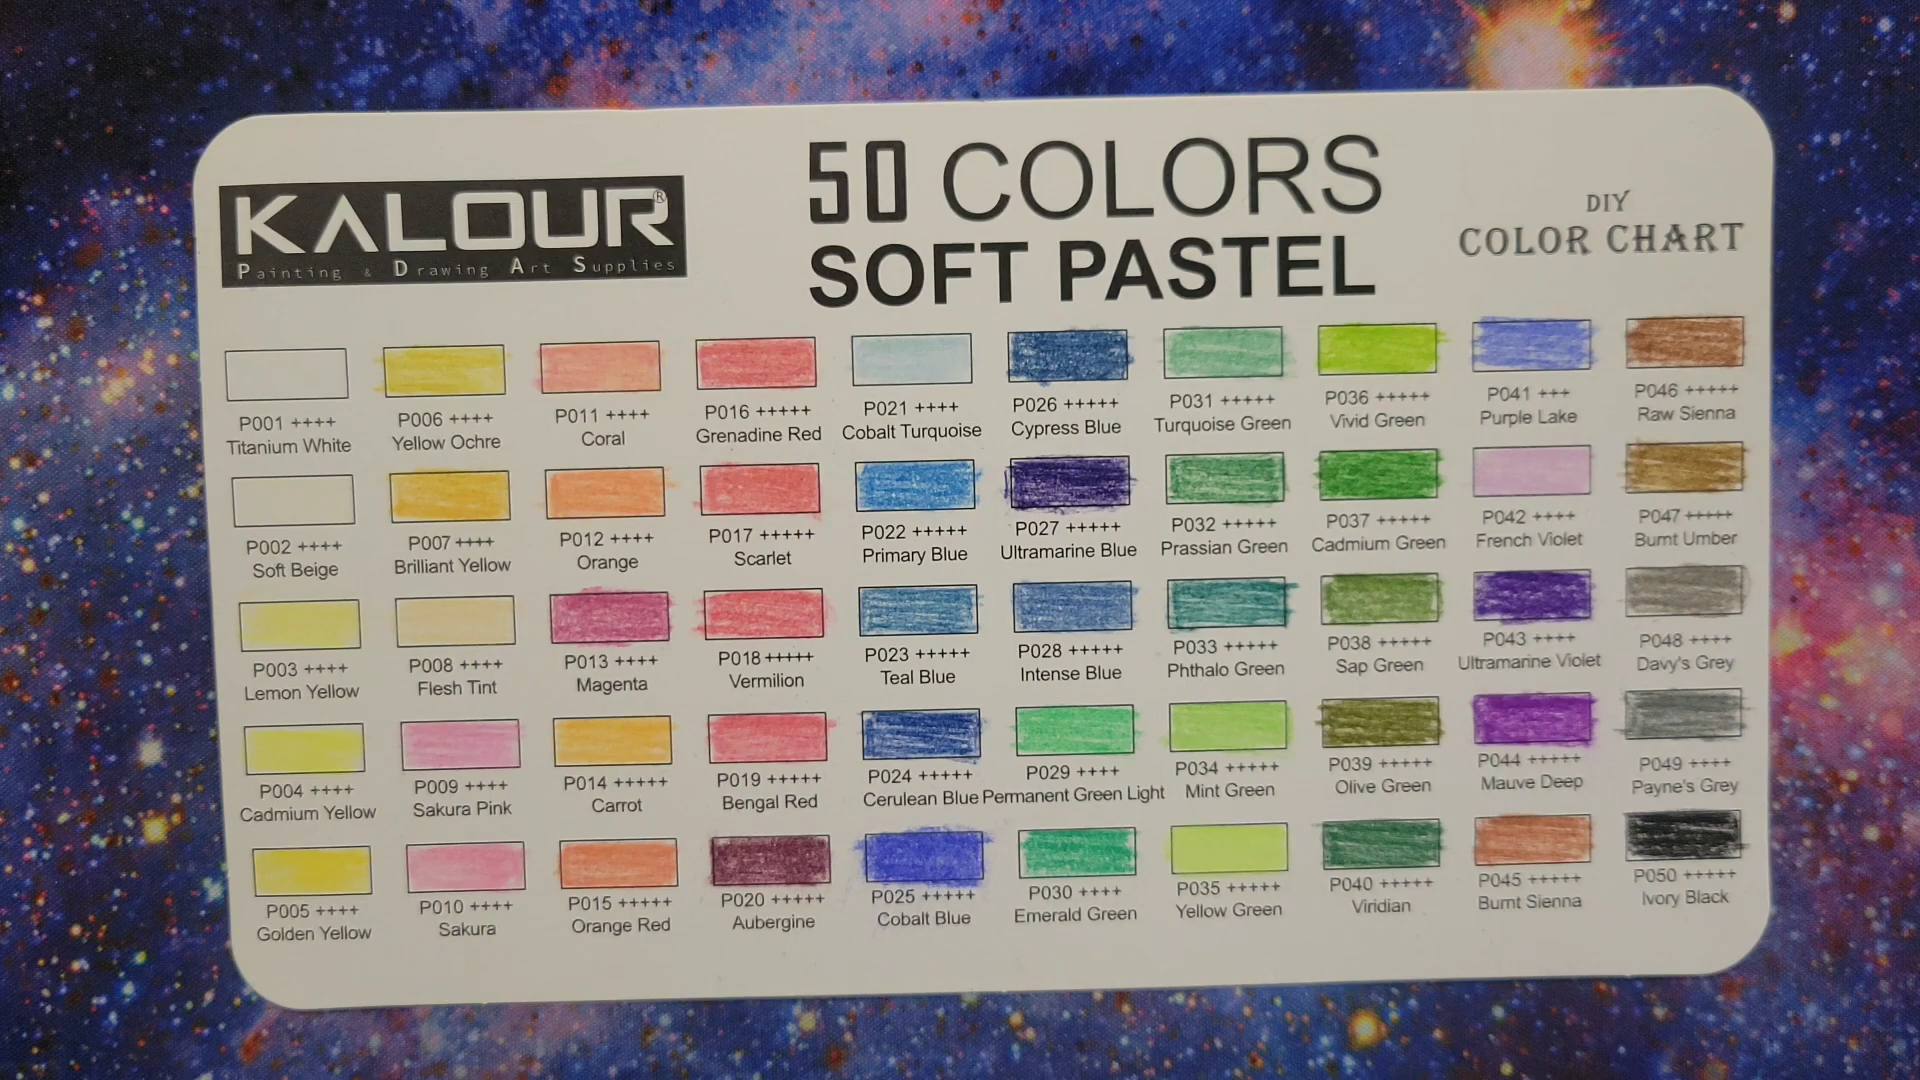 KALOUR®
Painting & Drawing Art Supplies
50 COLORS
SOFT PASTEL
DIY
COLOR CHART
P001 ++++
Titanium White
P006 ++++
Yellow Ochre
P011 ++++
Coral
P016 +++++
Grenadine Red
P021 ++++
Cobalt Turquoise
P026 +++++
Cypress Blue
P031 +++++
Turquoise Green
P036 +++++
Vivid Green
P041 +++
Purple Lake
P046 +++++
Raw Sienna
P002 ++++
Soft Beige
P007 ++++
Brilliant Yellow
P012 ++++
Orange
P017 +++++
Scarlet
P022 +++++
Primary Blue
P027 +++++
Ultramarine Blue
P032 +++++
Prassian Green
P037 +++++
Cadmium Green
P042 ++++
French Violet
P047 +++++
Burnt Umber
P003 ++++
Lemon Yellow
P008 ++++
Flesh Tint
P013 ++++
Magenta
P018 +++++
Vermilion
P023 +++++
Teal Blue
P028 +++++
Intense Blue
P033 +++++
Phthalo Green
P038 +++++
Sap Green
P043 ++++
Ultramarine Violet
P048 ++++
Davy's Grey
P004 ++++
Cadmium Yellow
P009 ++++
Sakura Pink
P014 +++++
Carrot
P019 +++++
Bengal Red
P024 +++++
Cerulean Blue
P029 ++++
Permanent Green Light
P034 +++++
Mint Green
P039 +++++
Olive Green
P044 +++++
Mauve Deep
P049 ++++
Payne's Grey
P005 ++++
Golden Yellow
P010 ++++
Sakura
P015 +++++
Orange Red
P020 +++++
Aubergine
P025 +++++
Cobalt Blue
P030 ++++
Emerald Green
P035 +++++
Yellow Green
P040 +++++
Viridian
P045 +++++
Burnt Sienna
P050 +++++
Ivory Black